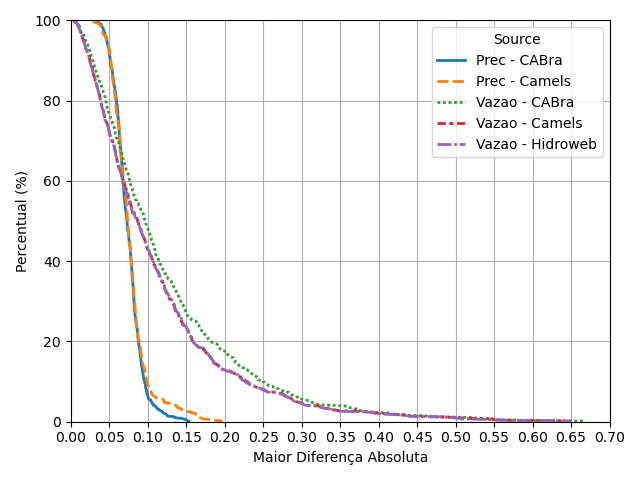 Source
Prec - CABra
Prec - Camels
Vazao - CABra
Vazao - Camels
Vazao - Hidroweb
100
80
60
40
20
0
Percentual (%)
0.00 0.05 0.10 0.15 0.20 0.25 0.30 0.35 0.40 0.45 0.50 0.55 0.60 0.65 0.70
Maior Diferença Absoluta